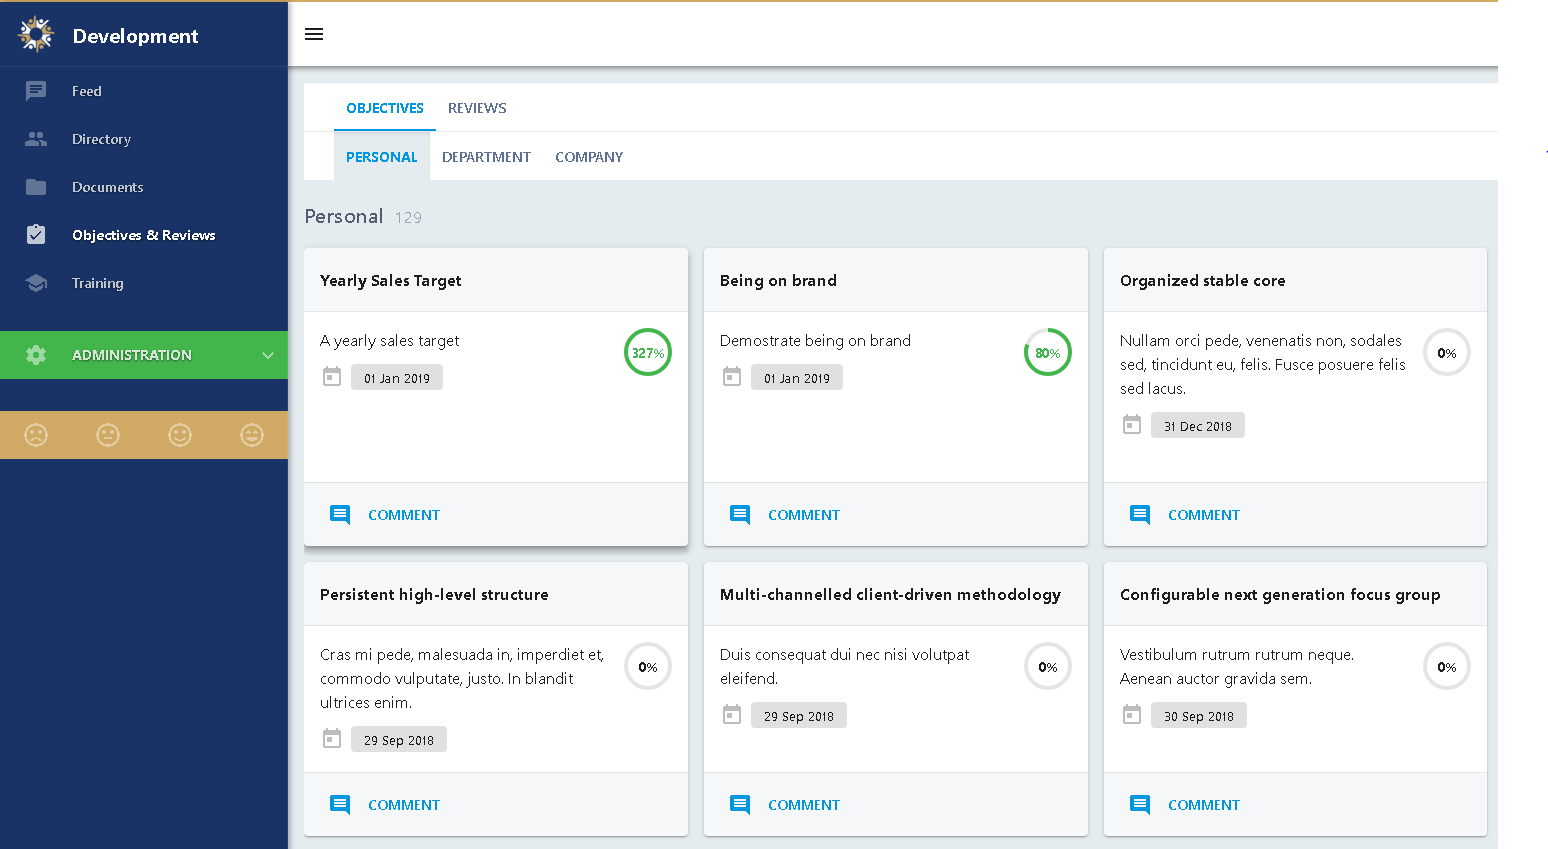 Development
Feed
Directory
Documents
Objectives & Reviews
Training
ADMINISTRATION
OBJECTIVES REVIEWS
PERSONAL DEPARTMENT COMPANY
Personal 129
Yearly Sales Target
A yearly sales target
327%
01 Jan 2019
COMMENT
Being on brand
Demostrate being on brand
80%
01 Jan 2019
COMMENT
Organized stable core
Nullam orci pede, venenatis non, sodales
sed, tincidunt eu, felis. Fusce posuere felis
sed lacus.
0%
31 Dec 2018
COMMENT
Persistent high-level structure
Cras mi pede, malesuada in, imperdiet et,
commodo vulputate, justo. In blandit
ultrices enim.
0%
29 Sep 2018
COMMENT
Multi-channelled client-driven methodology
Duis consequat dui nec nisi volutpat
eleifend.
0%
29 Sep 2018
COMMENT
Configurable next generation focus group
Vestibulum rutrum rutrum neque.
Aenean auctor gravida sem.
0%
30 Sep 2018
COMMENT